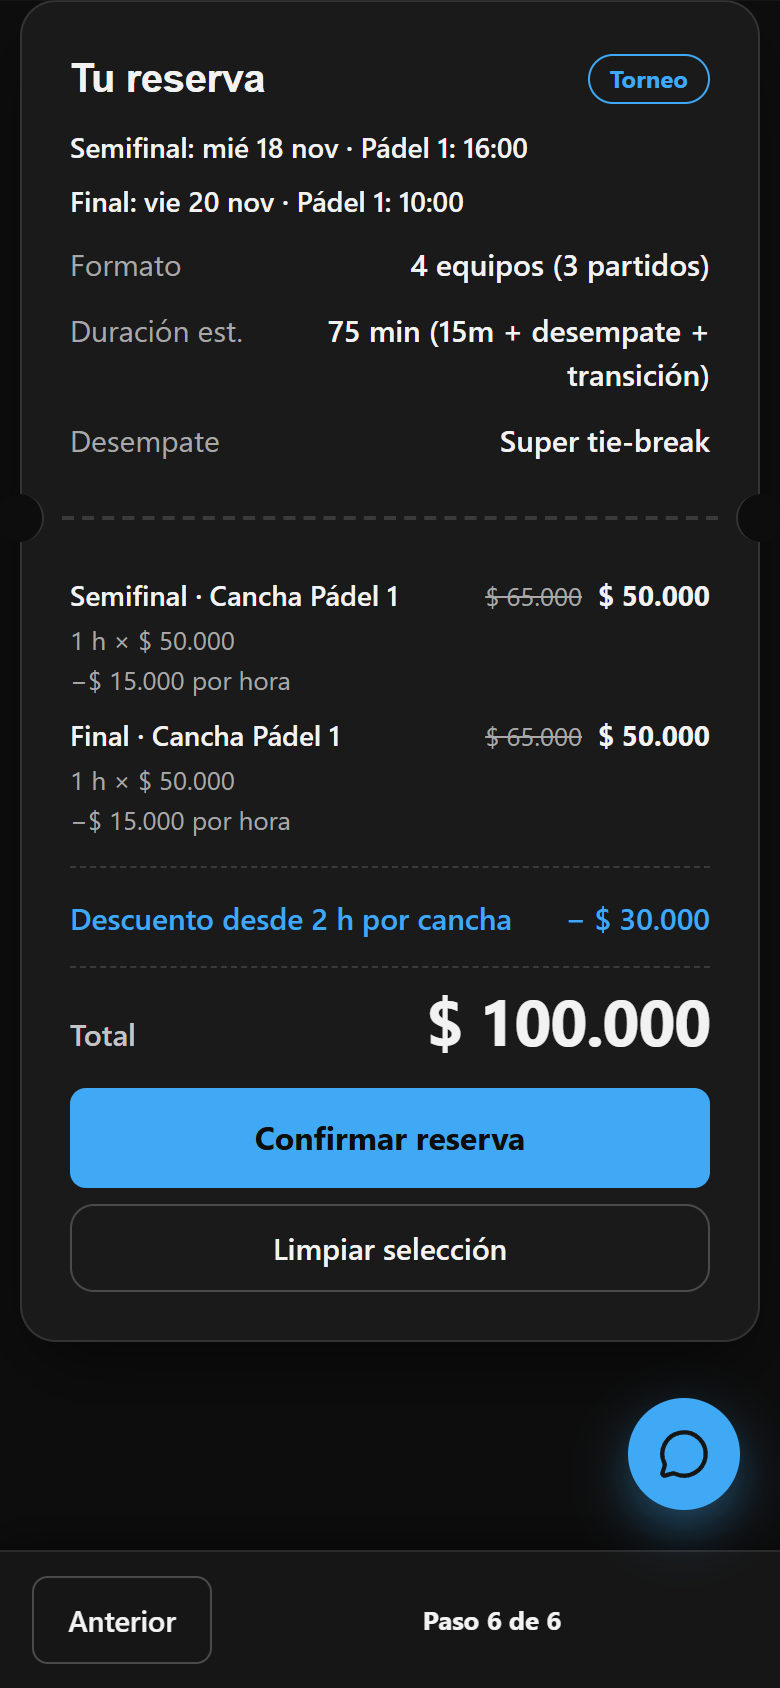 Tu reserva
Torneo
Semifinal: mié 18 nov · Pádel 1: 16:00
Final: vie 20 nov · Pádel 1: 10:00
Formato 4 equipos (3 partidos)
Duración est. 75 min (15m + desempate +
transición)
Desempate Super tie-break
Semifinal · Cancha Pádel 1 $ 65.000 $ 50.000
1 h × $ 50.000
−$ 15.000 por hora
Final · Cancha Pádel 1 $ 65.000 $ 50.000
1 h × $ 50.000
−$ 15.000 por hora
Descuento desde 2 h por cancha − $ 30.000
Total $ 100.000
Confirmar reserva
Limpiar selección
Anterior
Paso 6 de 6